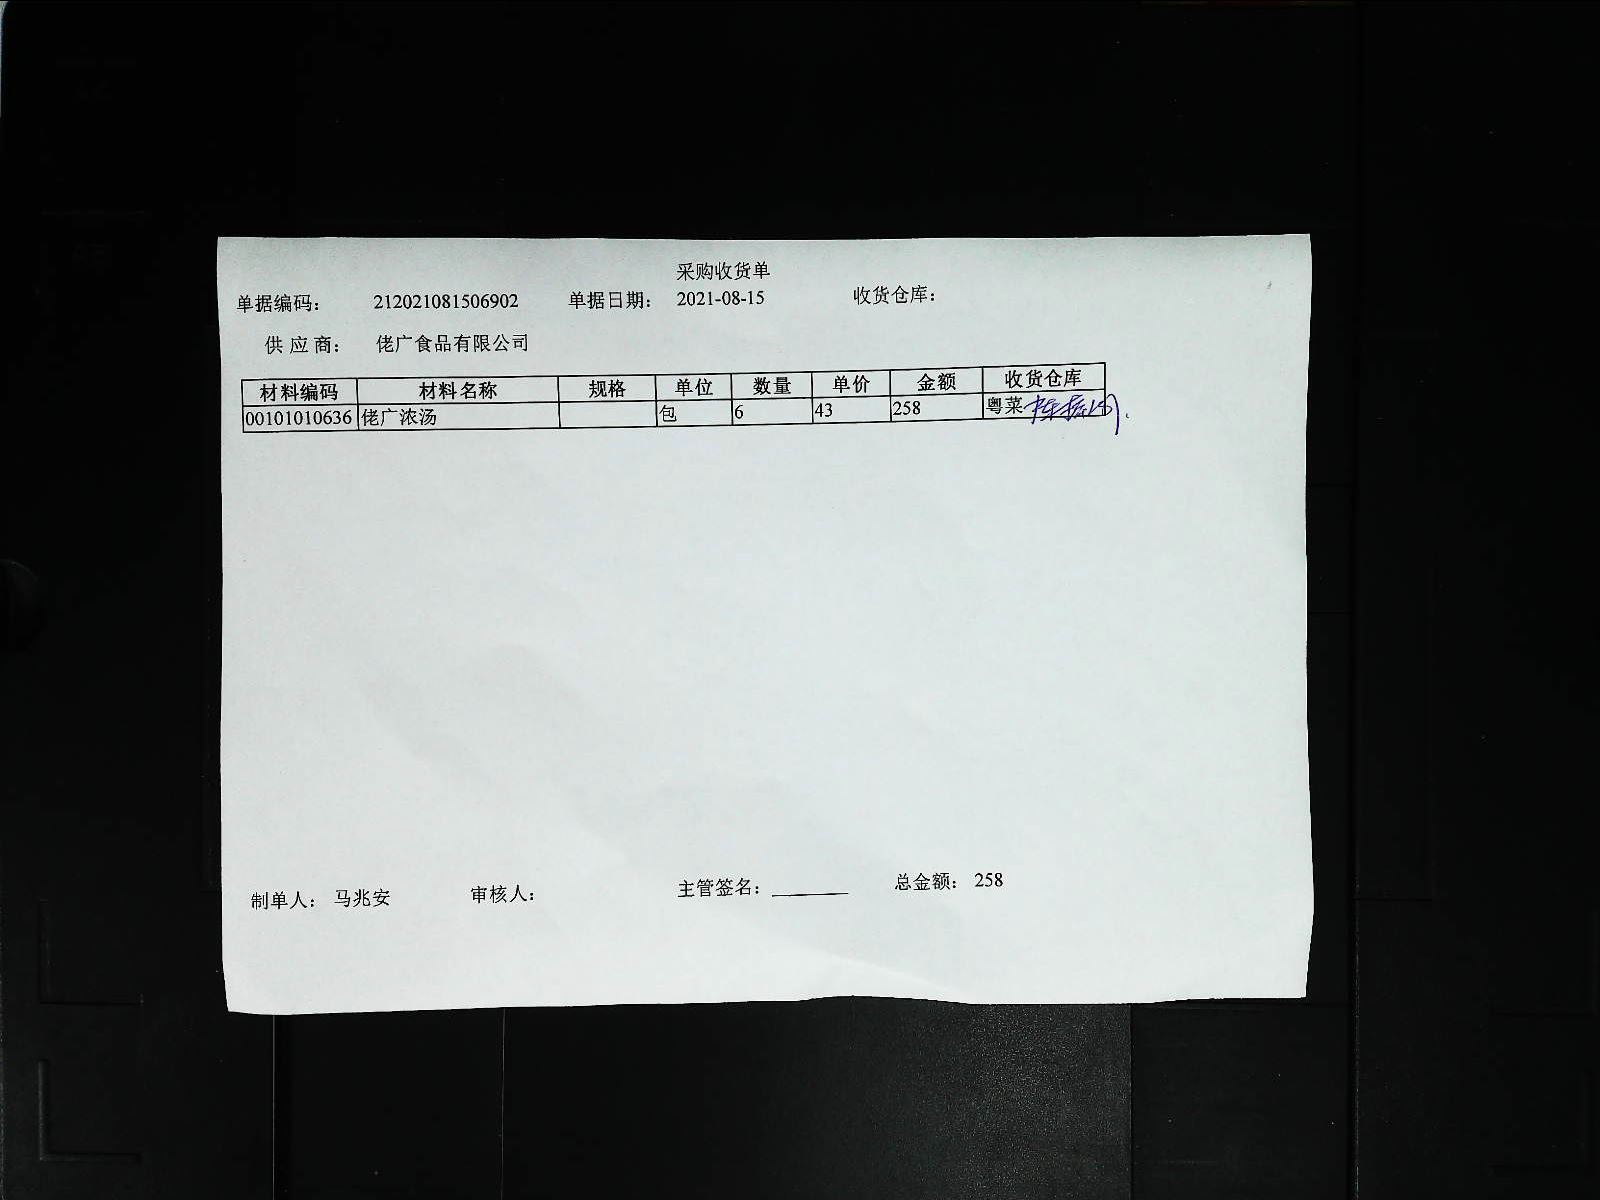 采购收货单
单据编码: 212021081506902 单据日期: 2021-08-15 收货仓库:
供应商: 佬广食品有限公司
材料编码 材料名称 规格 单位 数量 单价 金额 收货仓库
00101010636 佬广浓汤 包 6 43 258 粤菜
制单人: 马兆安 审核人: 主管签名: ______ 总金额: 258